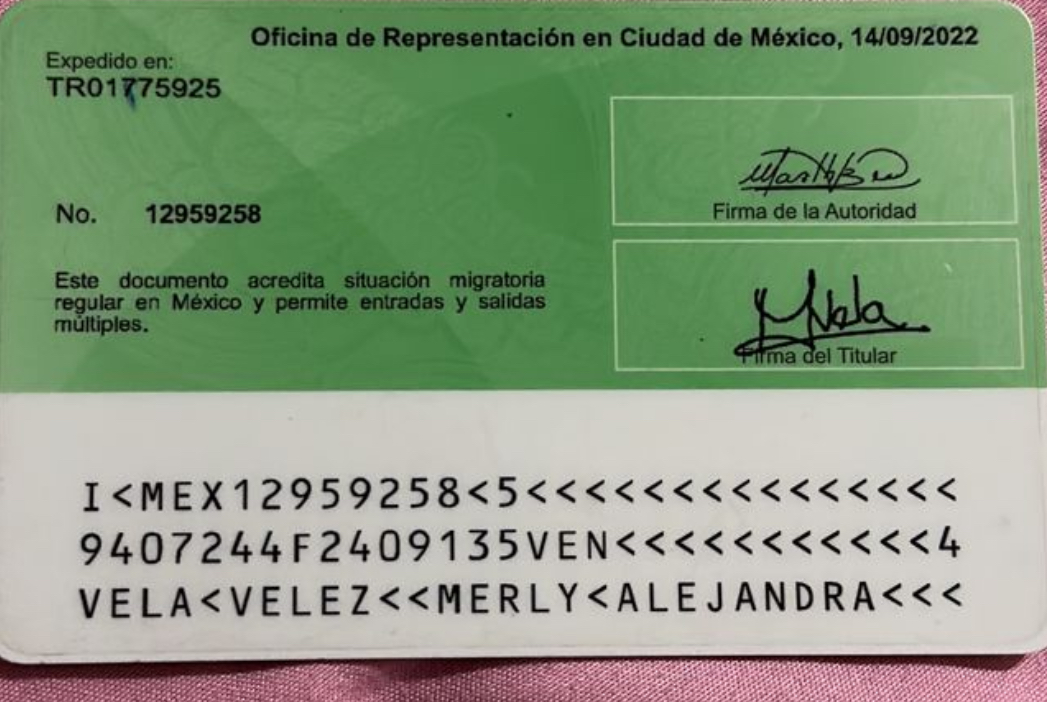 Oficina de Representación en Ciudad de México, 14/09/2022
Expedido en:
TR01775925
No. 12959258
Firma de la Autoridad
Este documento acredita situación migratoria
regular en México y permite entradas y salidas
múltiples.
Firma del Titular
I<MEX12959258<5<<<<<<<<<<<<<<<
9407244F2409135VEN<<<<<<<<<<<4
VELA<VELEZ<<MERLY<ALEJANDRA<<<